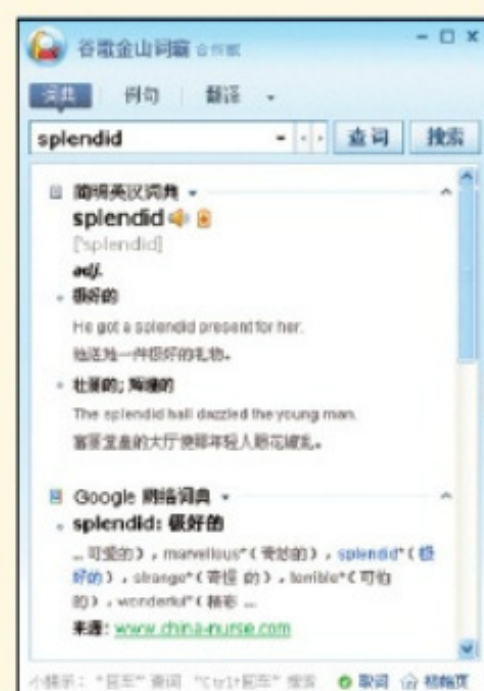 谷歌金山词霸 合作版
词典 例句 翻译
splendid 查词 搜索
简明英汉词典
splendid
['splendid]
adj.
极好的
He got a splendid present for her.
他送她一件极好的礼物。
壮丽的; 辉煌的
The splendid hall dazzled the young man.
富丽堂皇的大厅使那年轻人眼花缭乱。
Google 网络词典
splendid: 极好的
... 可爱的), marvellous*(奇妙的), splendid*(极
好的), strange*(奇怪 的), terrible*(可怕
的), wonderful*(精彩 ...
来源: www.china-nurse.com
小提示: "回车" 查词 "Ctrl+回车" 搜索 取词 初始页